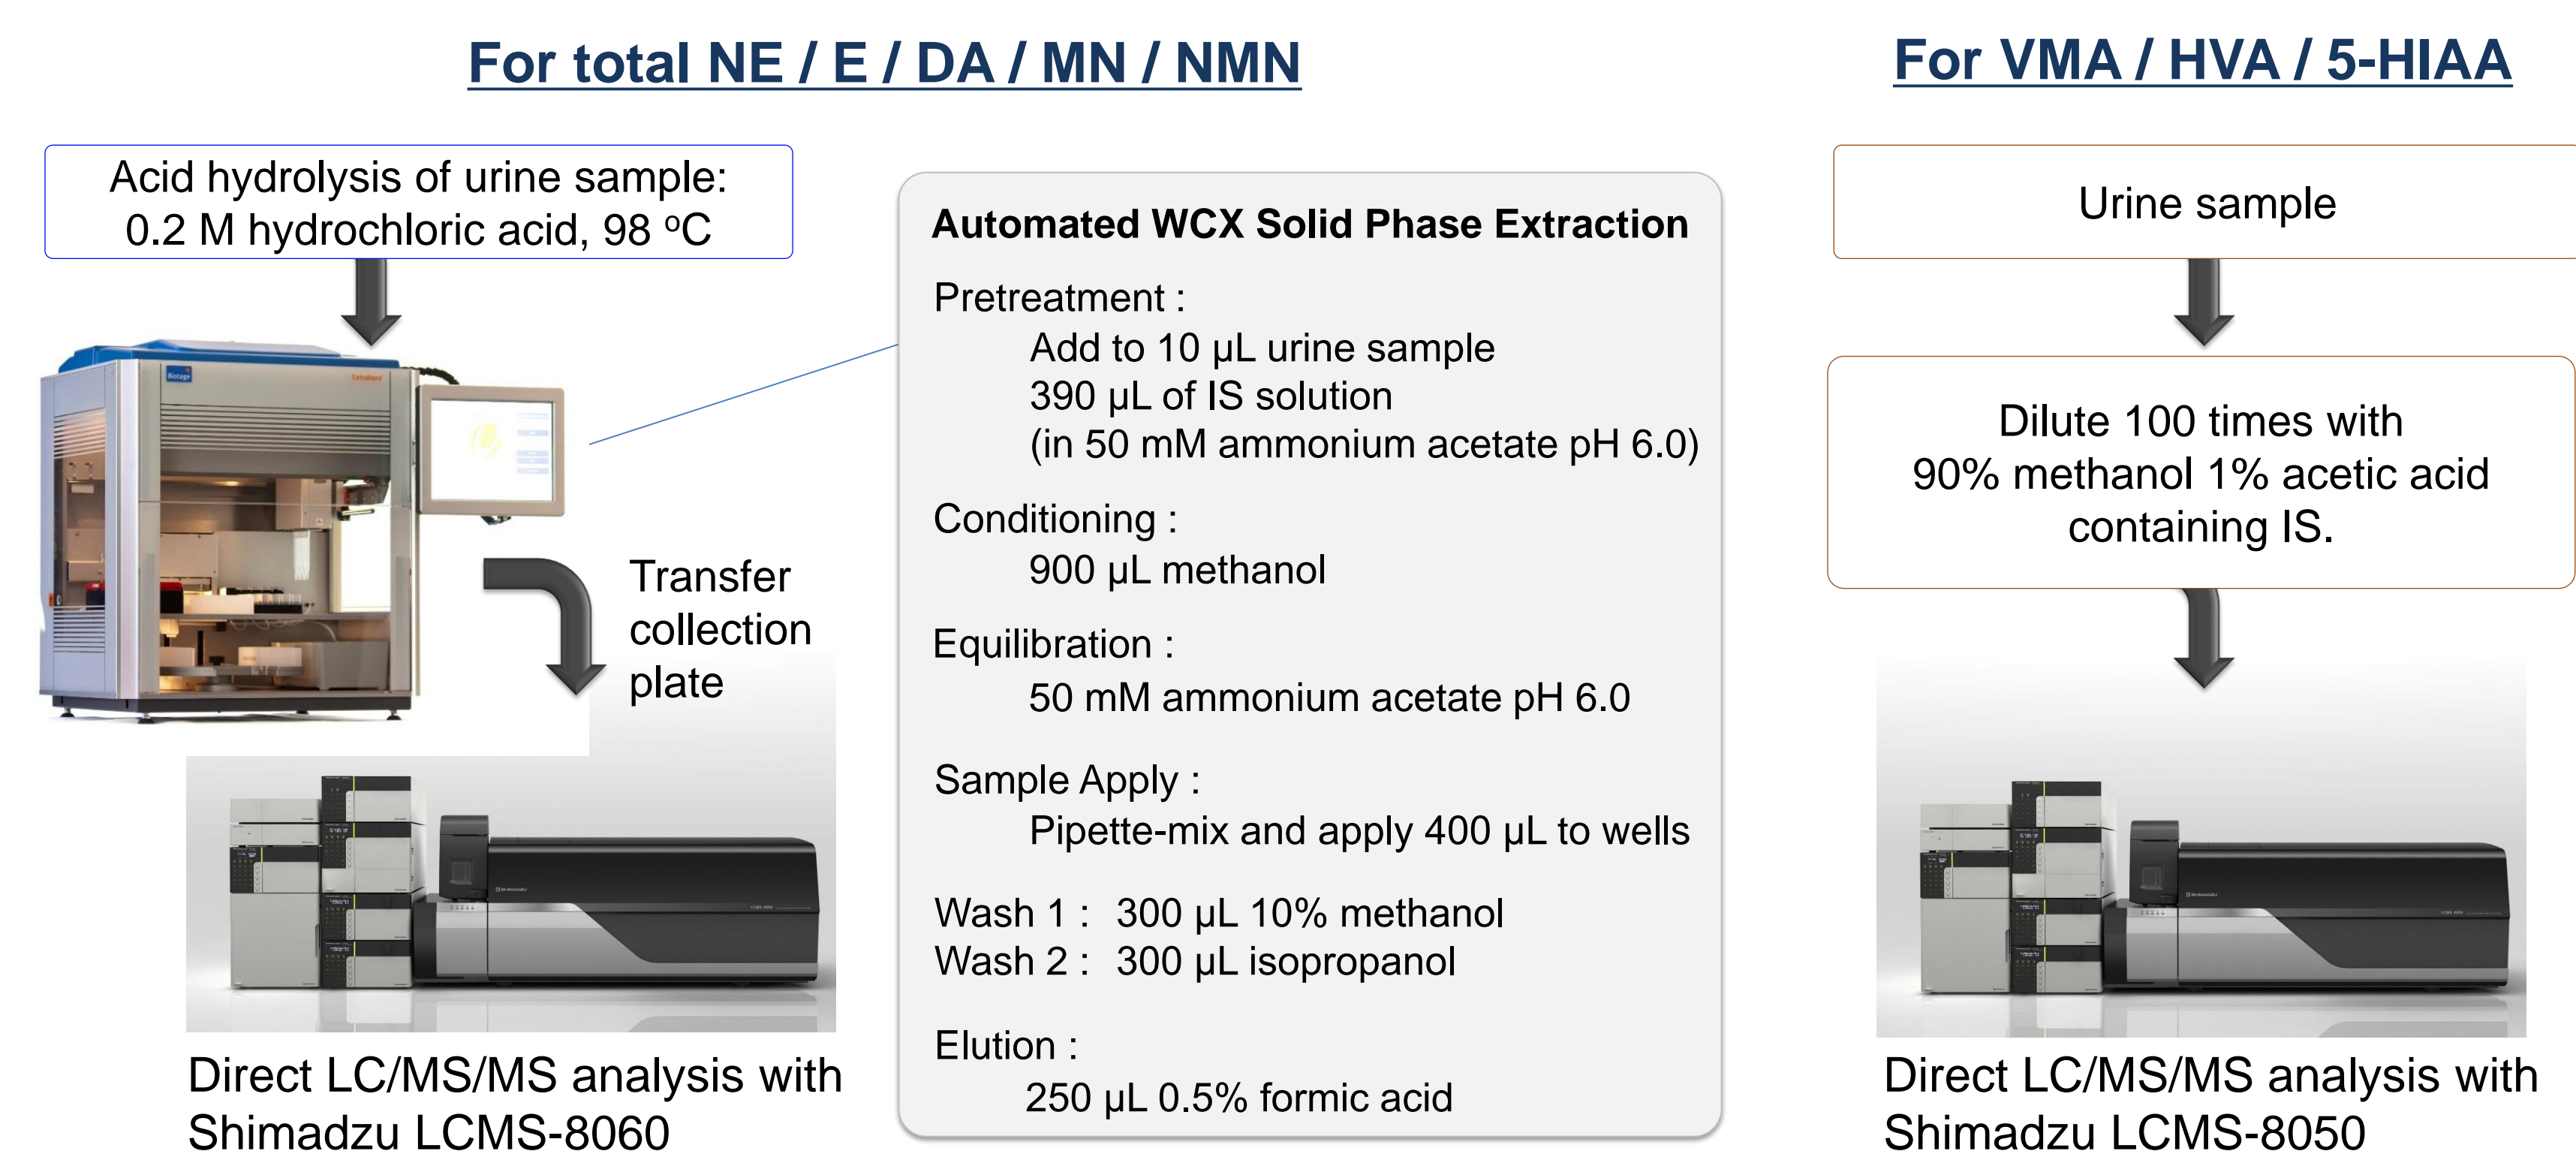 For total NE / E / DA / MN / NMN
Acid hydrolysis of urine sample:
0.2 M hydrochloric acid, 98 ºC
Biotage
Extrahera
Transfer
collection
plate
SHIMADZU
Direct LC/MS/MS analysis with
Shimadzu LCMS-8060
Automated WCX Solid Phase Extraction
Pretreatment :
Add to 10 µL urine sample
390 µL of IS solution
(in 50 mM ammonium acetate pH 6.0)
Conditioning :
900 µL methanol
Equilibration :
50 mM ammonium acetate pH 6.0
Sample Apply :
Pipette-mix and apply 400 µL to wells
Wash 1 : 300 µL 10% methanol
Wash 2 : 300 µL isopropanol
Elution :
250 µL 0.5% formic acid
For VMA / HVA / 5-HIAA
Urine sample
Dilute 100 times with
90% methanol 1% acetic acid
containing IS.
SHIMADZU
Direct LC/MS/MS analysis with
Shimadzu LCMS-8050